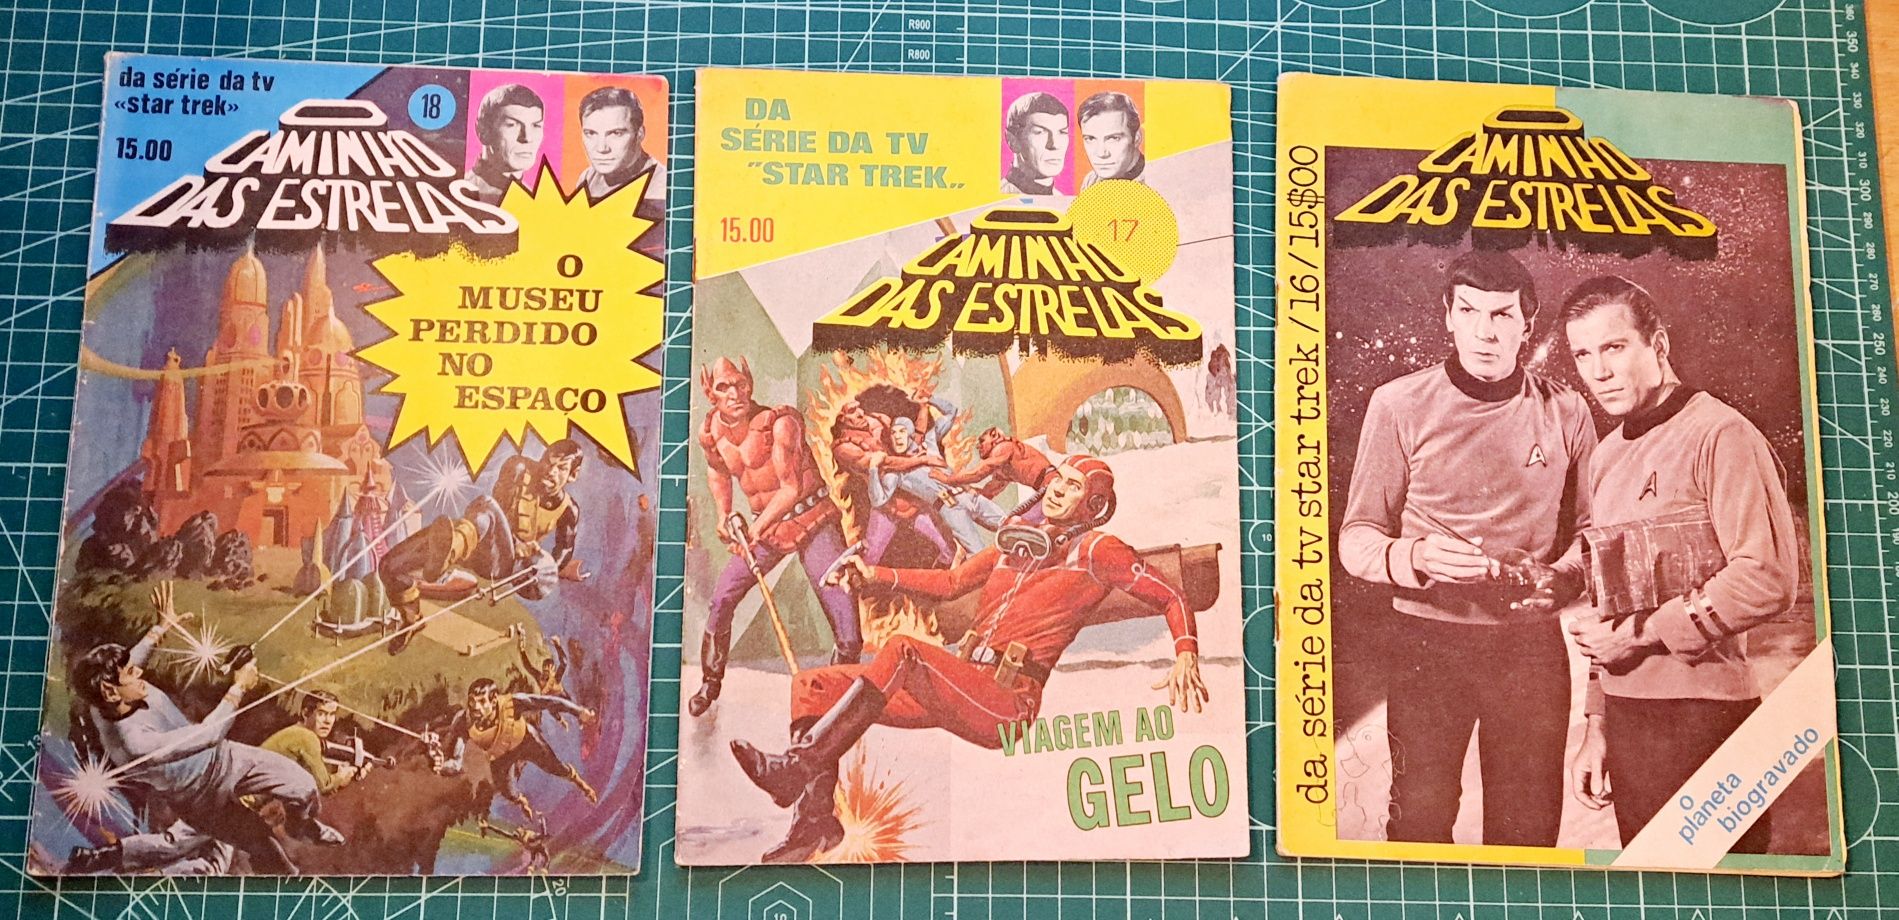 R900
R800
da série da tv
«star trek»
15.00
18
O
CAMINHO
DAS ESTRELAS
O
MUSEU
PERDIDO
NO
ESPAÇO
DA
SÉRIE DA TV
"STAR TREK„
15.00
17
O
CAMINHO
DAS ESTRELAS
VIAGEM AO
GELO
O
CAMINHO
DAS ESTRELAS
da série da tv star trek / 16 / 15$00
o
planeta
biogravado